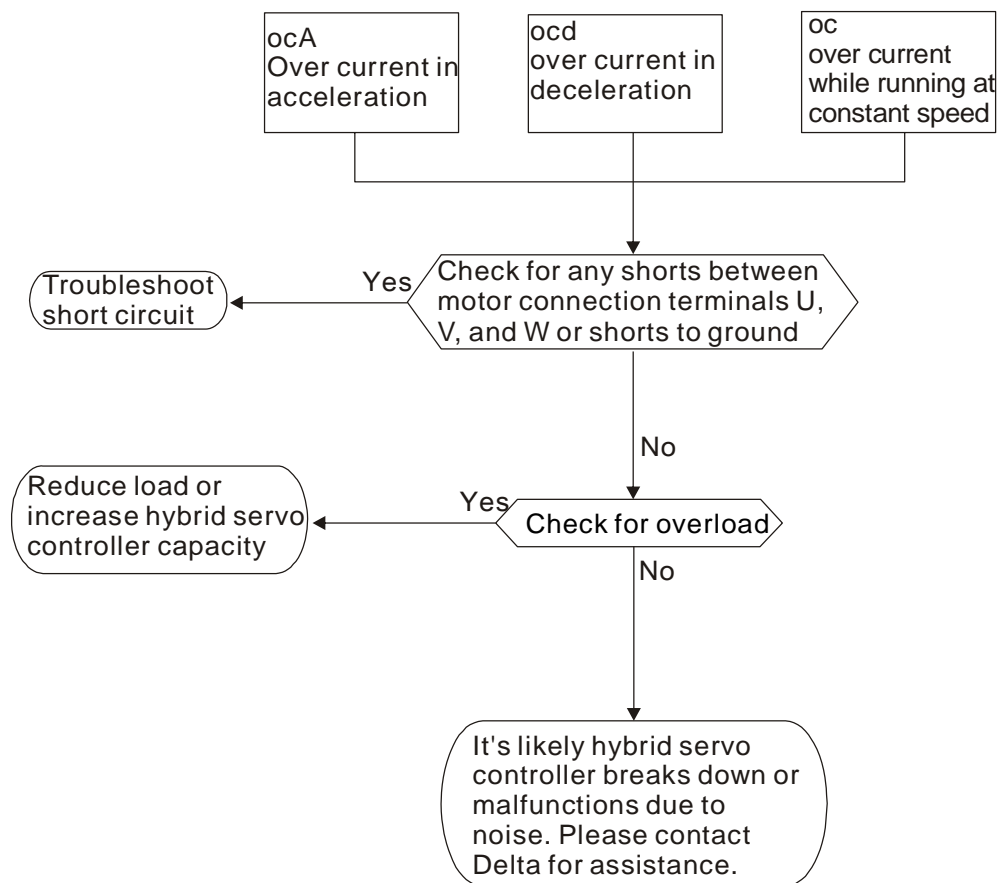 ocA
Over current in
acceleration
ocd
over current in
deceleration
oc
over current
while running at
constant speed
Check for any shorts between
motor connection terminals U,
V, and W or shorts to ground
Yes
Troubleshoot
short circuit
No
Check for overload
Yes
Reduce load or
increase hybrid servo
controller capacity
No
It's likely hybrid servo
controller breaks down or
malfunctions due to
noise. Please contact
Delta for assistance.